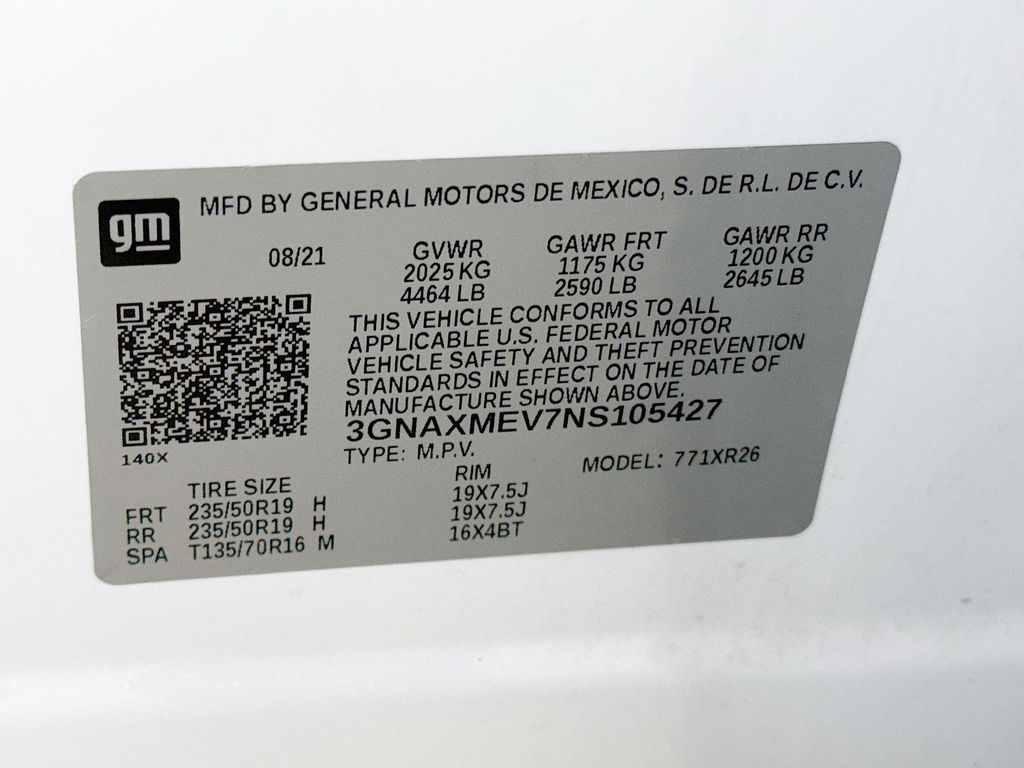 gm
MFD BY GENERAL MOTORS DE MEXICO, S. DE R.L. DE C.V.
08/21 GVWR GAWR FRT GAWR RR
2025 KG 1175 KG 1200 KG
4464 LB 2590 LB 2645 LB
THIS VEHICLE CONFORMS TO ALL
APPLICABLE U.S. FEDERAL MOTOR
VEHICLE SAFETY AND THEFT PREVENTION
STANDARDS IN EFFECT ON THE DATE OF
MANUFACTURE SHOWN ABOVE.
3GNAXMEV7NS105427
140X
TYPE: M.P.V. MODEL: 771XR26
TIRE SIZE RIM
FRT 235/50R19 H 19X7.5J
RR 235/50R19 H 19X7.5J
SPA T135/70R16 M 16X4BT